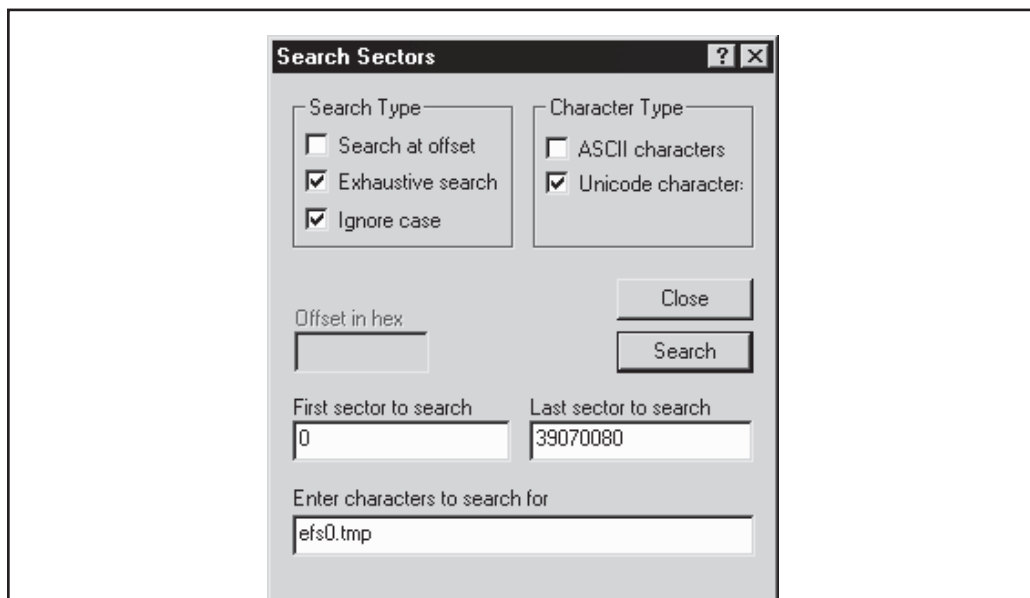 Search Sectors
Search Type
Search at offset
Exhaustive search
Ignore case
Character Type
ASCII characters
Unicode character:
Close
Search
Offset in hex
First sector to search
0
Last sector to search
39070080
Enter characters to search for
efs0.tmp